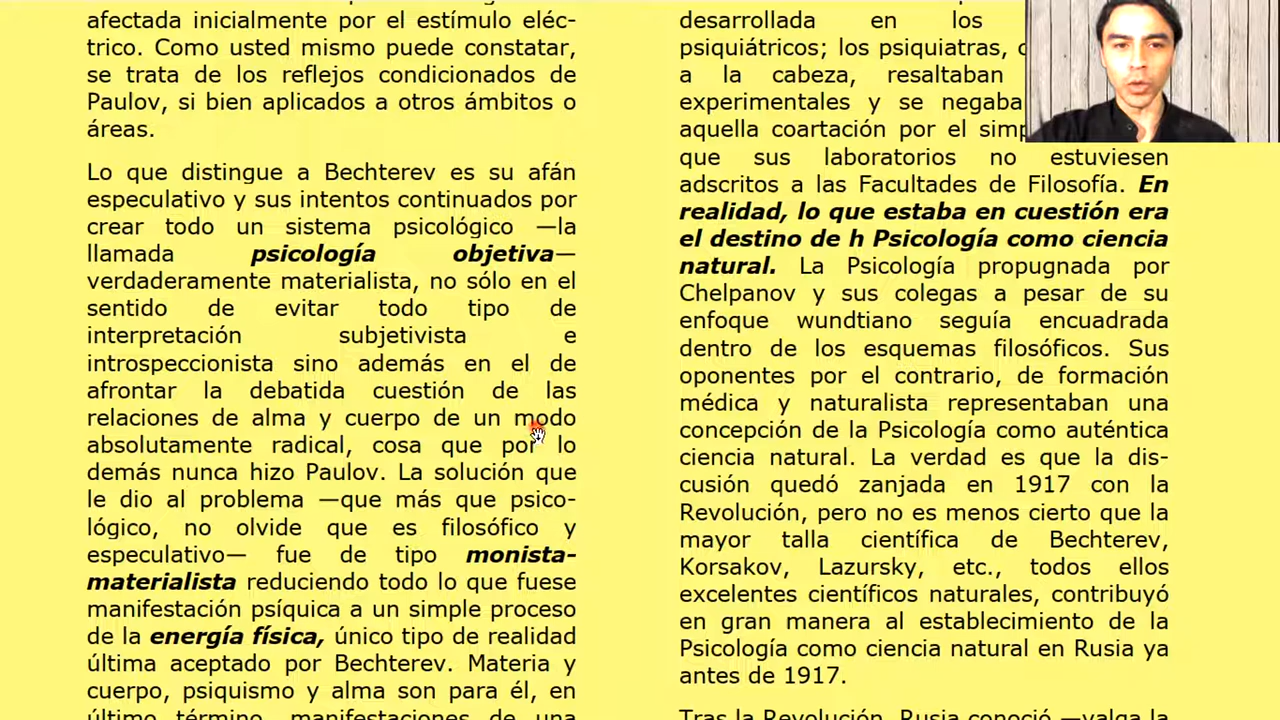 afectada inicialmente por el estímulo eléc-
trico. Como usted mismo puede constatar,
se trata de los reflejos condicionados de
Paulov, si bien aplicados a otros ámbitos o
áreas.
Lo que distingue a Bechterev es su afán
especulativo y sus intentos continuados por
crear todo un sistema psicológico —la
llamada psicología objetiva—
verdaderamente materialista, no sólo en el
sentido de evitar todo tipo de
interpretación subjetivista e
introspeccionista sino además en el de
afrontar la debatida cuestión de las
relaciones de alma y cuerpo de un modo
absolutamente radical, cosa que por lo
demás nunca hizo Paulov. La solución que
le dio al problema —que más que psico-
lógico, no olvide que es filosófico y
especulativo— fue de tipo monista-
materialista reduciendo todo lo que fuese
manifestación psíquica a un simple proceso
de la energía física, único tipo de realidad
última aceptado por Bechterev. Materia y
cuerpo, psiquismo y alma son para él, en
último término, manifestaciones de una
desarrollada en los
psiquiátricos; los psiquiatras,
a la cabeza, resaltaban
experimentales y se negaba
aquella coartación por el
que sus laboratorios no estuviesen
adscritos a las Facultades de Filosofía. En
realidad, lo que estaba en cuestión era
el destino de h Psicología como ciencia
natural. La Psicología propugnada por
Chelpanov y sus colegas a pesar de su
enfoque wundtiano seguía encuadrada
dentro de los esquemas filosóficos. Sus
oponentes por el contrario, de formación
médica y naturalista representaban una
concepción de la Psicología como auténtica
ciencia natural. La verdad es que la dis-
cusión quedó zanjada en 1917 con la
Revolución, pero no es menos cierto que la
mayor talla científica de Bechterev,
Korsakov, Lazursky, etc., todos ellos
excelentes científicos naturales, contribuyó
en gran manera al establecimiento de la
Psicología como ciencia natural en Rusia ya
antes de 1917.
Tras la Revolución, Rusia conoció —valga la